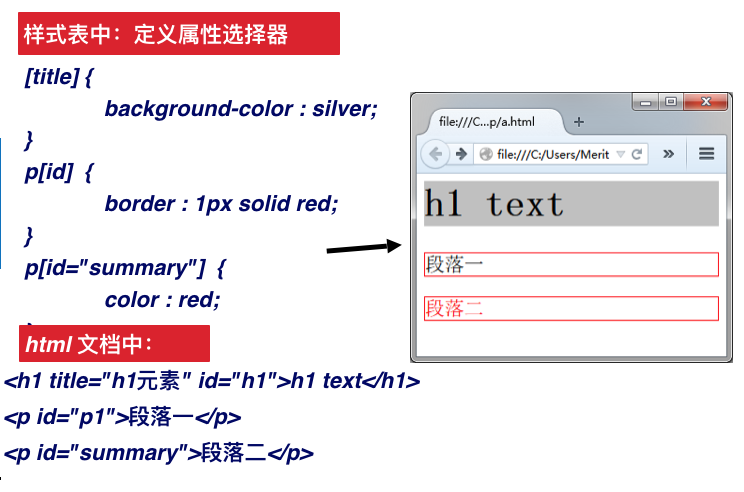 样式表中：定义属性选择器
[title] {
background-color : silver;
}
p[id] {
border : 1px solid red;
}
p[id="summary"] {
color : red;
html 文档中：
<h1 title="h1元素" id="h1">h1 text</h1>
<p id="p1">段落一</p>
<p id="summary">段落二</p>
file:///C...p/a.html
file:///C:/Users/Merit
h1 text
段落一
段落二